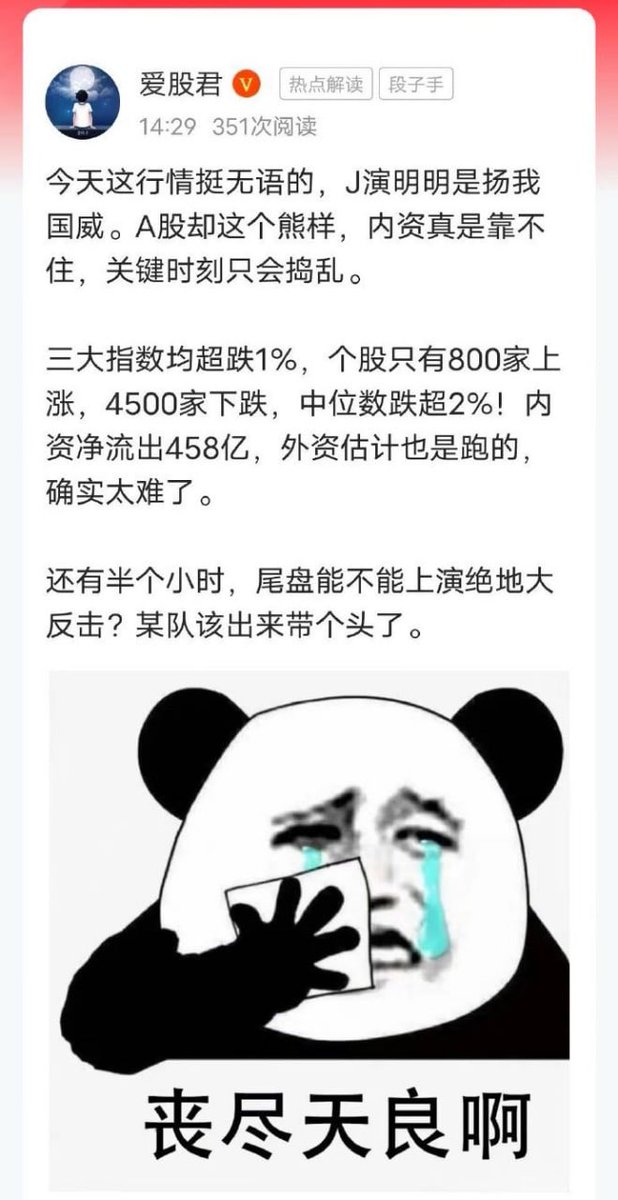 爱股君 V 热点解读 段子手
14:29 351次阅读
今天这行情挺无语的，J演明明是扬我
国威。A股却这个熊样，内资真是靠不
住，关键时刻只会捣乱。
三大指数均超跌1%，个股只有800家上
涨，4500家下跌，中位数跌超2%！内
资净流出458亿，外资估计也是跑的，
确实太难了。
还有半个小时，尾盘能不能上演绝地大
反击？某队该出来带个头了。
丧尽天良啊